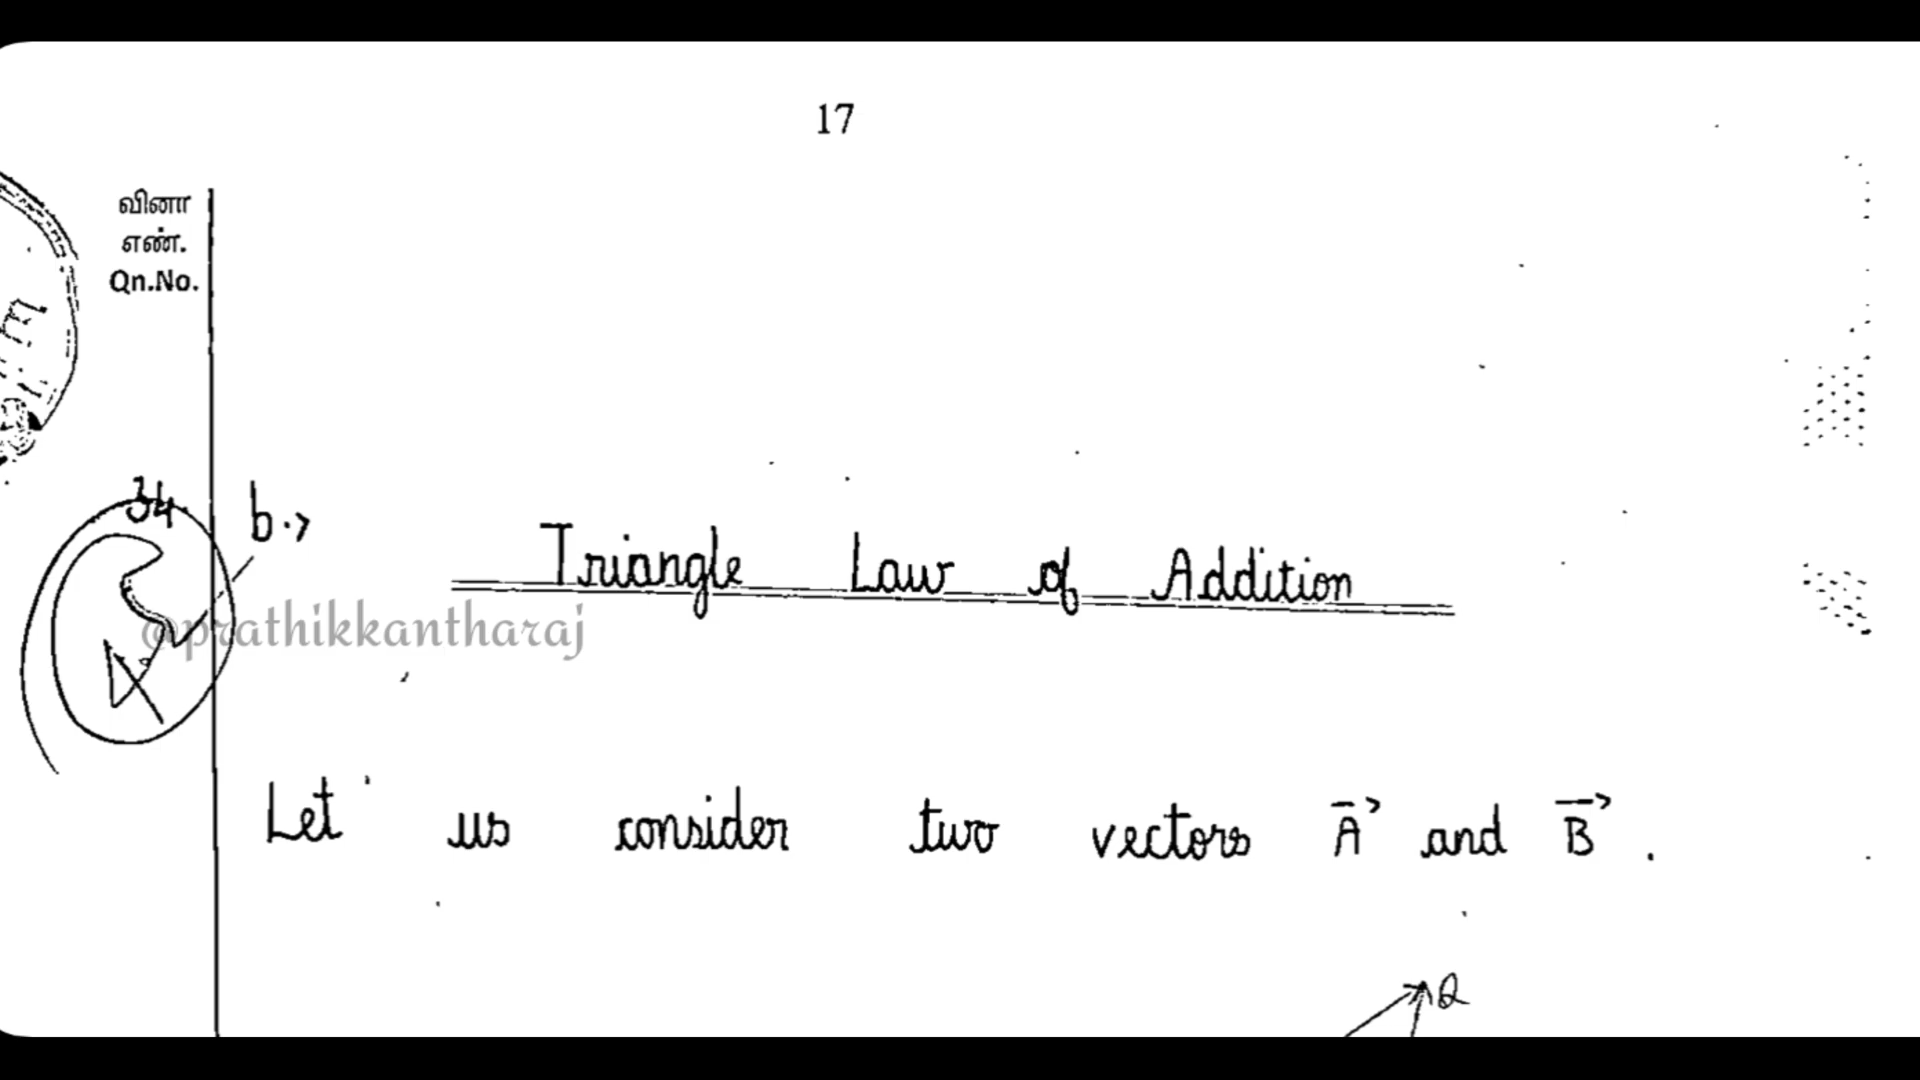 17
வினா
எண்.
Qn.No.
34. b.>
Triangle Law of Addition
@prathikkantharaj
Let us consider two vectors A and B .
Q